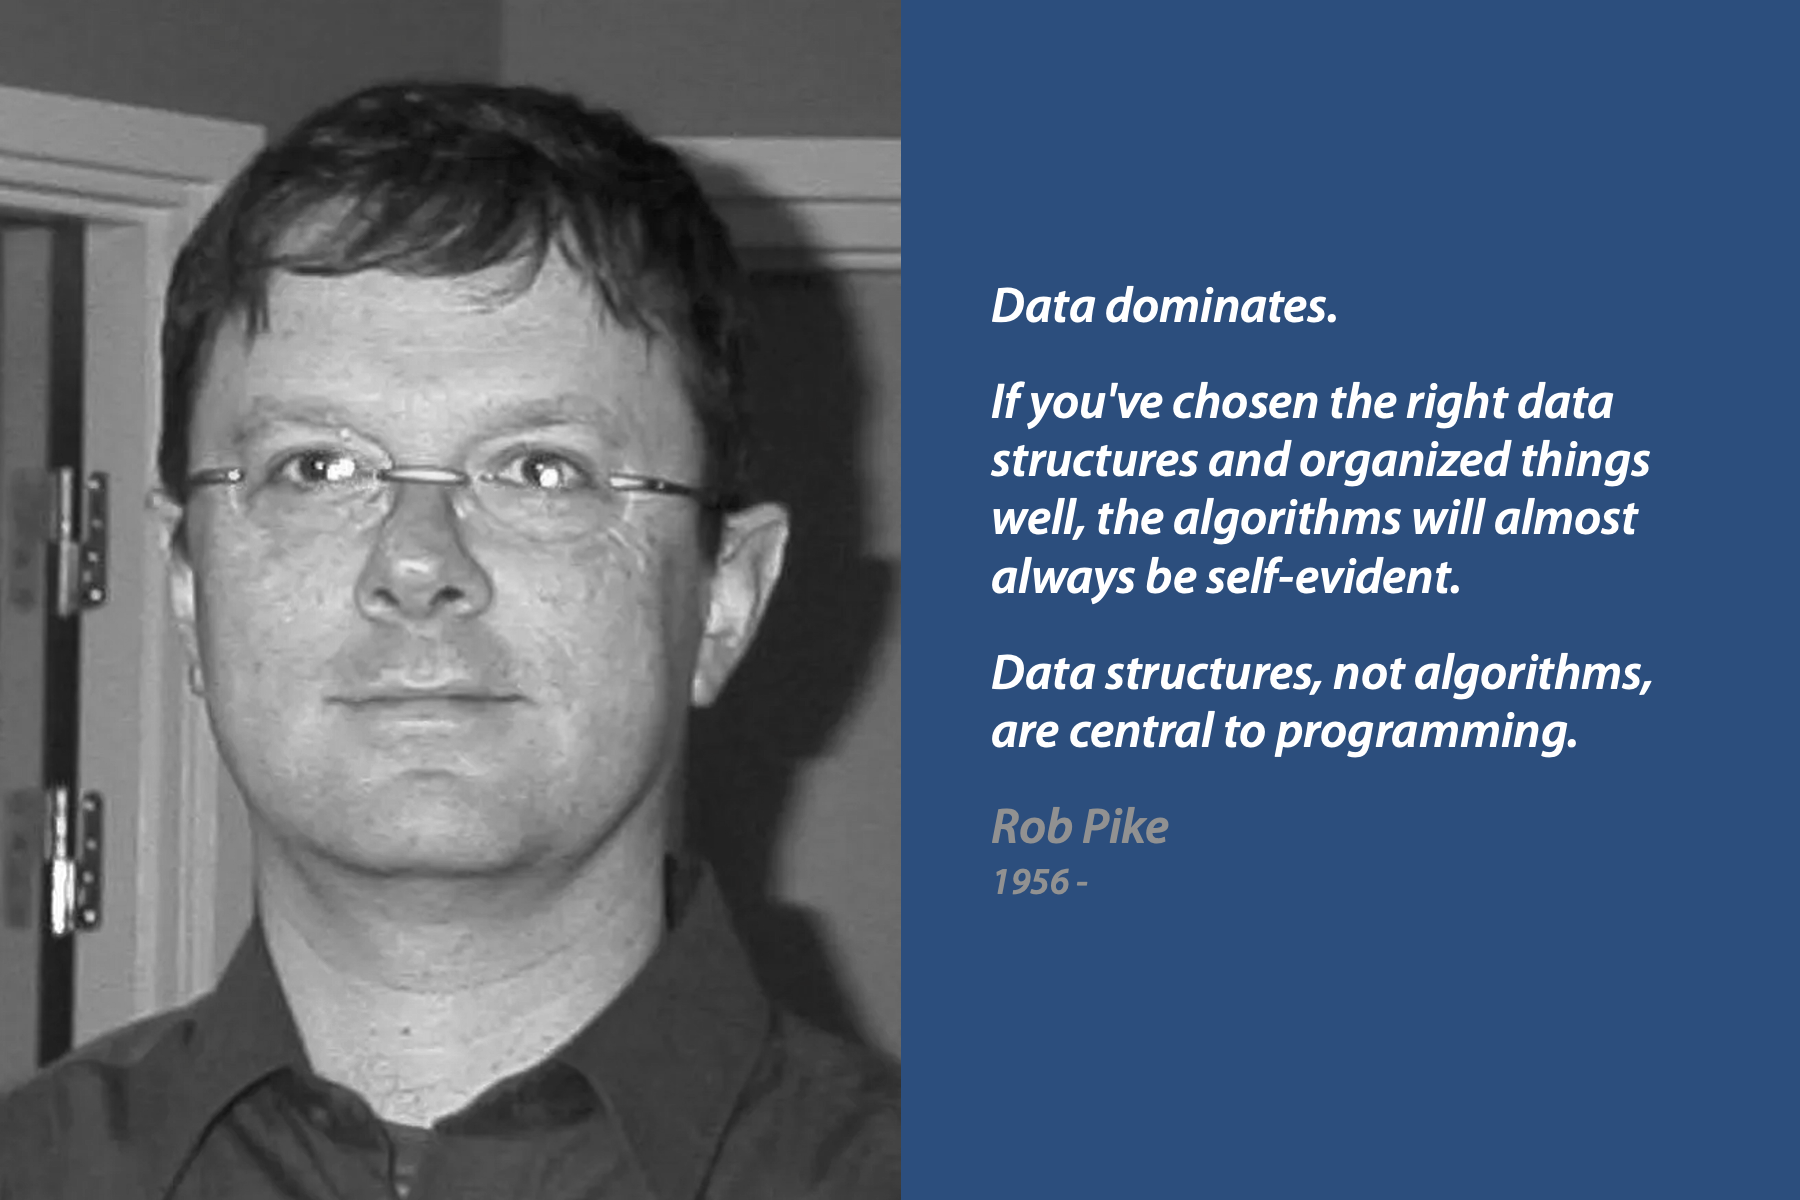 Data dominates.
If you've chosen the right data
structures and organized things
well, the algorithms will almost
always be self-evident.
Data structures, not algorithms,
are central to programming.
Rob Pike
1956 -